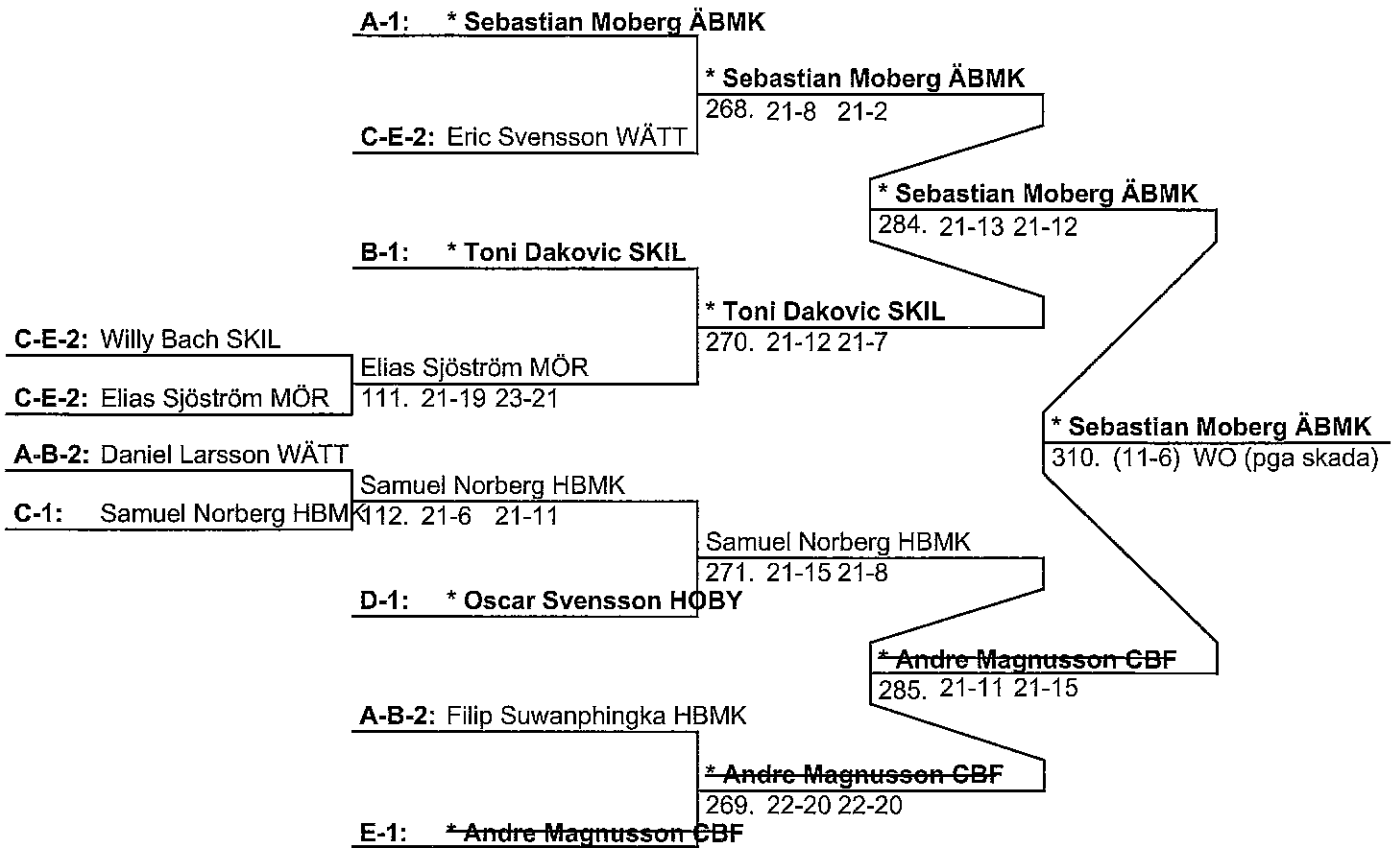 A-1: * Sebastian Moberg ÄBMK
* Sebastian Moberg ÄBMK
268. 21-8 21-2
C-E-2: Eric Svensson WÄTT
* Sebastian Moberg ÄBMK
284. 21-13 21-12
B-1: * Toni Dakovic SKIL
* Toni Dakovic SKIL
270. 21-12 21-7
C-E-2: Willy Bach SKIL
Elias Sjöström MÖR
111. 21-19 23-21
C-E-2: Elias Sjöström MÖR
* Sebastian Moberg ÄBMK
310. (11-6) WO (pga skada)
A-B-2: Daniel Larsson WÄTT
Samuel Norberg HBMK
112. 21-6 21-11
C-1: Samuel Norberg HBMK
Samuel Norberg HBMK
271. 21-15 21-8
D-1: * Oscar Svensson HOBY
* Andre Magnusson CBF
285. 21-11 21-15
A-B-2: Filip Suwanphingka HBMK
* Andre Magnusson CBF
269. 22-20 22-20
E-1: * Andre Magnusson CBF